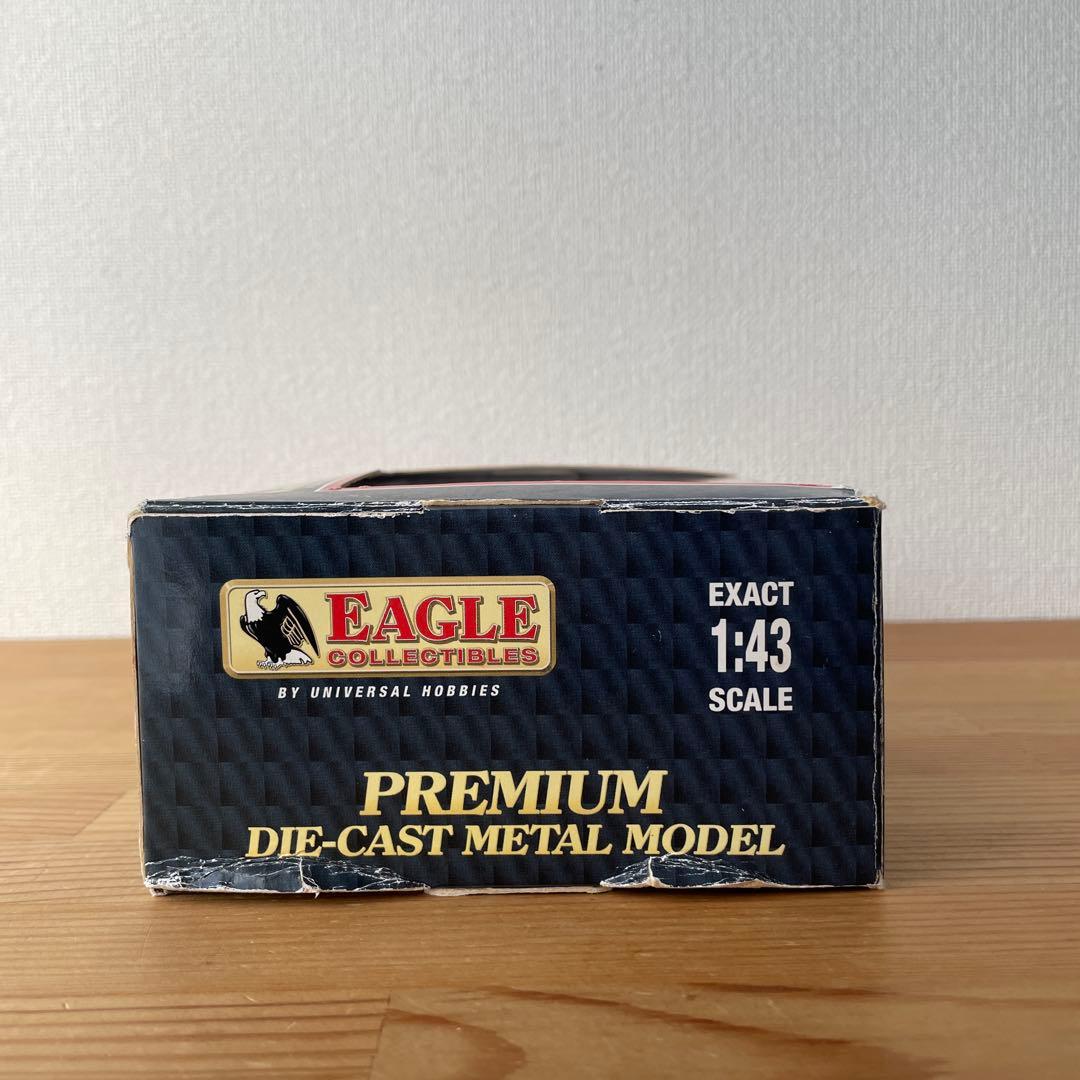 EAGLE
COLLECTIBLES
BY UNIVERSAL HOBBIES
EXACT
1:43
SCALE
PREMIUM
DIE-CAST METAL MODEL